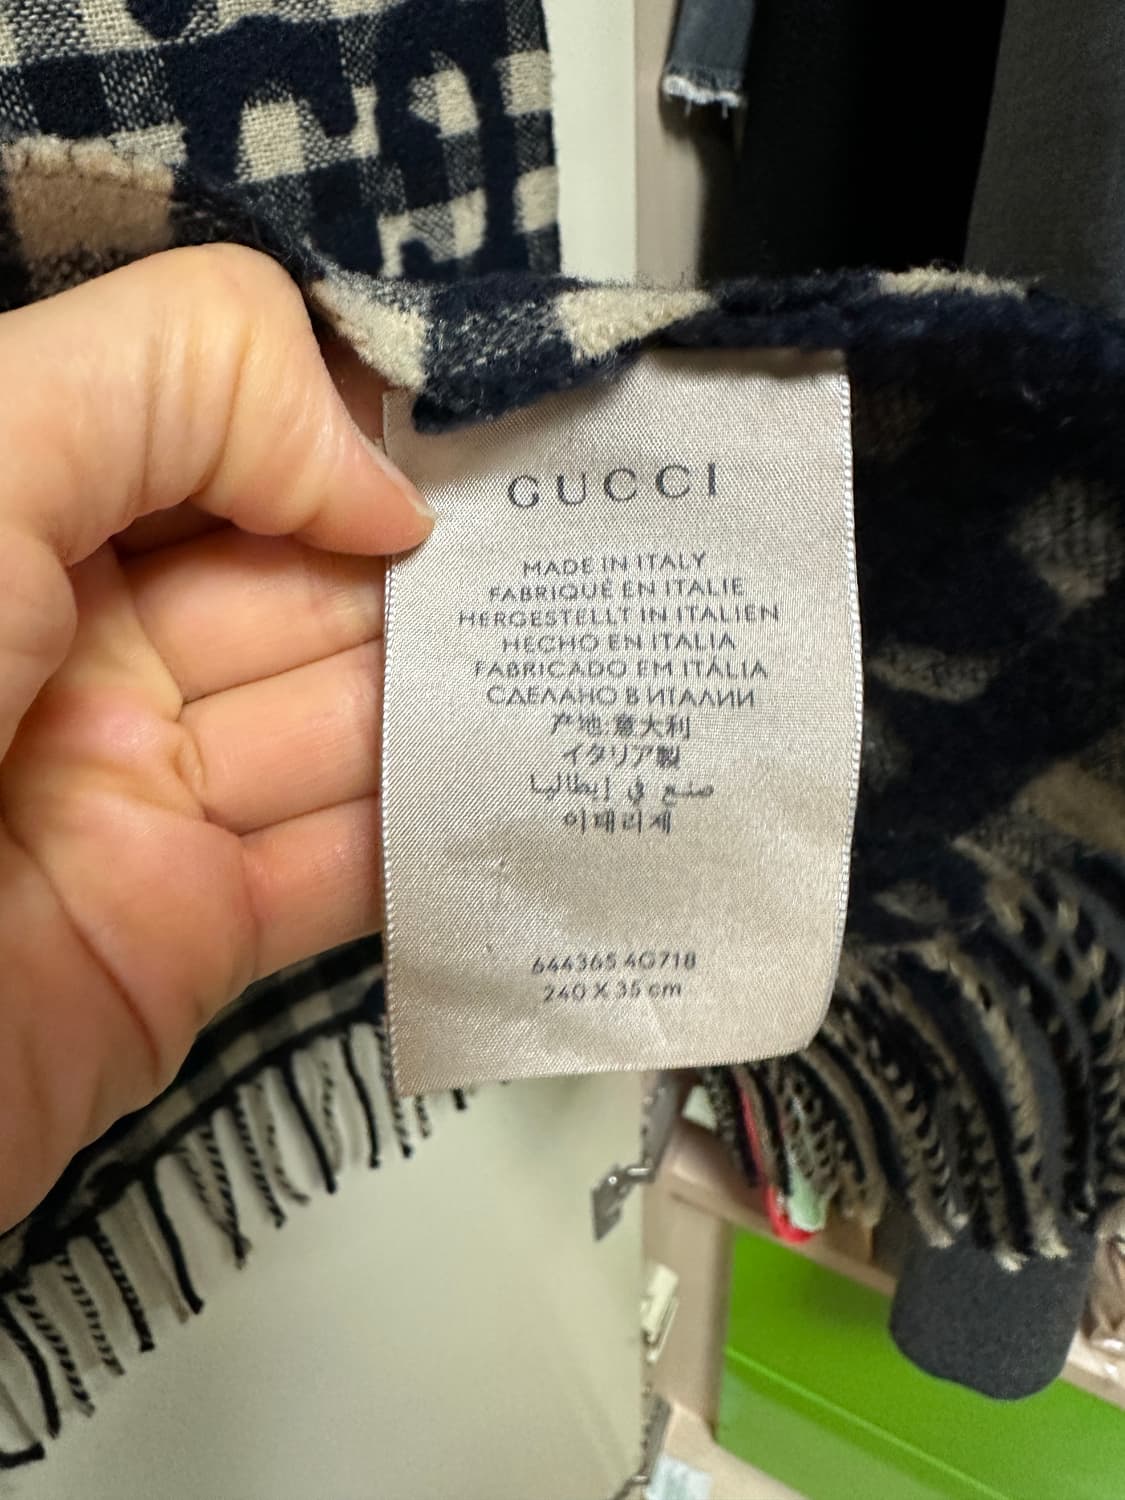 GUCCI
MADE IN ITALY
FABRIQUÉ EN ITALIE
HERGESTELLT IN ITALIEN
HECHO EN ITALIA
FABRICADO EM ITÁLIA
СДЕЛАНО В ИТАЛИИ
产地:意大利
イタリア製
صنع في إيطاليا
이태리제
644365 4G718
240 X 35 cm